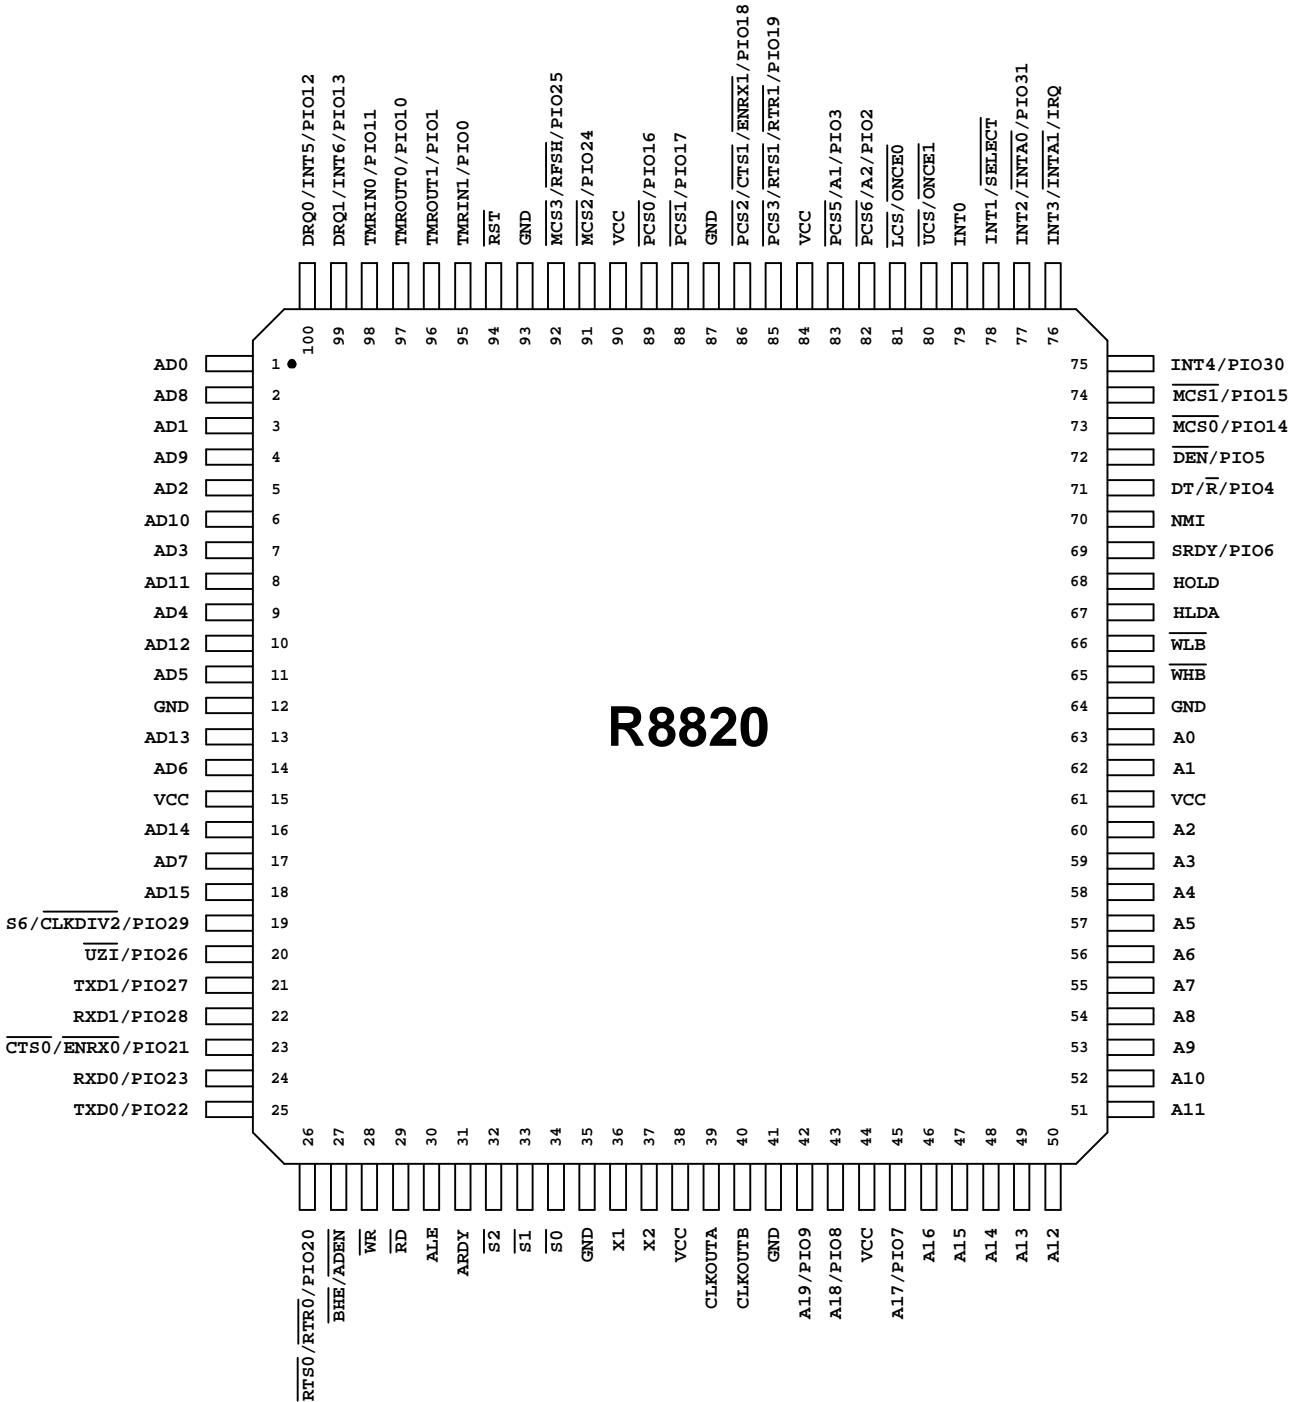 DRQ0/INT5/PIO12
DRQ1/INT6/PIO13
TMRIN0/PIO11
TMROUT0/PIO10
TMROUT1/PIO1
TMRIN1/PIO0
RST
GND
MCS3/RFSH/PIO25
MCS2/PIO24
VCC
PCS0/PIO16
PCS1/PIO17
GND
PCS2/CTS1/ENRX1/PIO18
PCS3/RTS1/RTR1/PIO19
VCC
PCS5/A1/PIO3
PCS6/A2/PIO2
LCS/ONCE0
UCS/ONCE1
INT0
INT1/SELECT
INT2/INTA0/PIO31
INT3/INTA1/IRQ
100 99 98 97 96 95 94 93 92 91 90 89 88 87 86 85 84 83 82 81 80 79 78 77 76
AD0 1
AD8 2
AD1 3
AD9 4
AD2 5
AD10 6
AD3 7
AD11 8
AD4 9
AD12 10
AD5 11
GND 12
AD13 13
AD6 14
VCC 15
AD14 16
AD7 17
AD15 18
S6/CLKDIV2/PIO29 19
UZI/PIO26 20
TXD1/PIO27 21
RXD1/PIO28 22
CTS0/ENRX0/PIO21 23
RXD0/PIO23 24
TXD0/PIO22 25
R8820
75 INT4/PIO30
74 MCS1/PIO15
73 MCS0/PIO14
72 DEN/PIO5
71 DT/R/PIO4
70 NMI
69 SRDY/PIO6
68 HOLD
67 HLDA
66 WLB
65 WHB
64 GND
63 A0
62 A1
61 VCC
60 A2
59 A3
58 A4
57 A5
56 A6
55 A7
54 A8
53 A9
52 A10
51 A11
26 27 28 29 30 31 32 33 34 35 36 37 38 39 40 41 42 43 44 45 46 47 48 49 50
RTS0/RTR0/PIO20
BHE/ADEN
WR
RD
ALE
ARDY
S2
S1
S0
GND
X1
X2
VCC
CLKOUTA
CLKOUTB
GND
A19/PIO9
A18/PIO8
VCC
A17/PIO7
A16
A15
A14
A13
A12